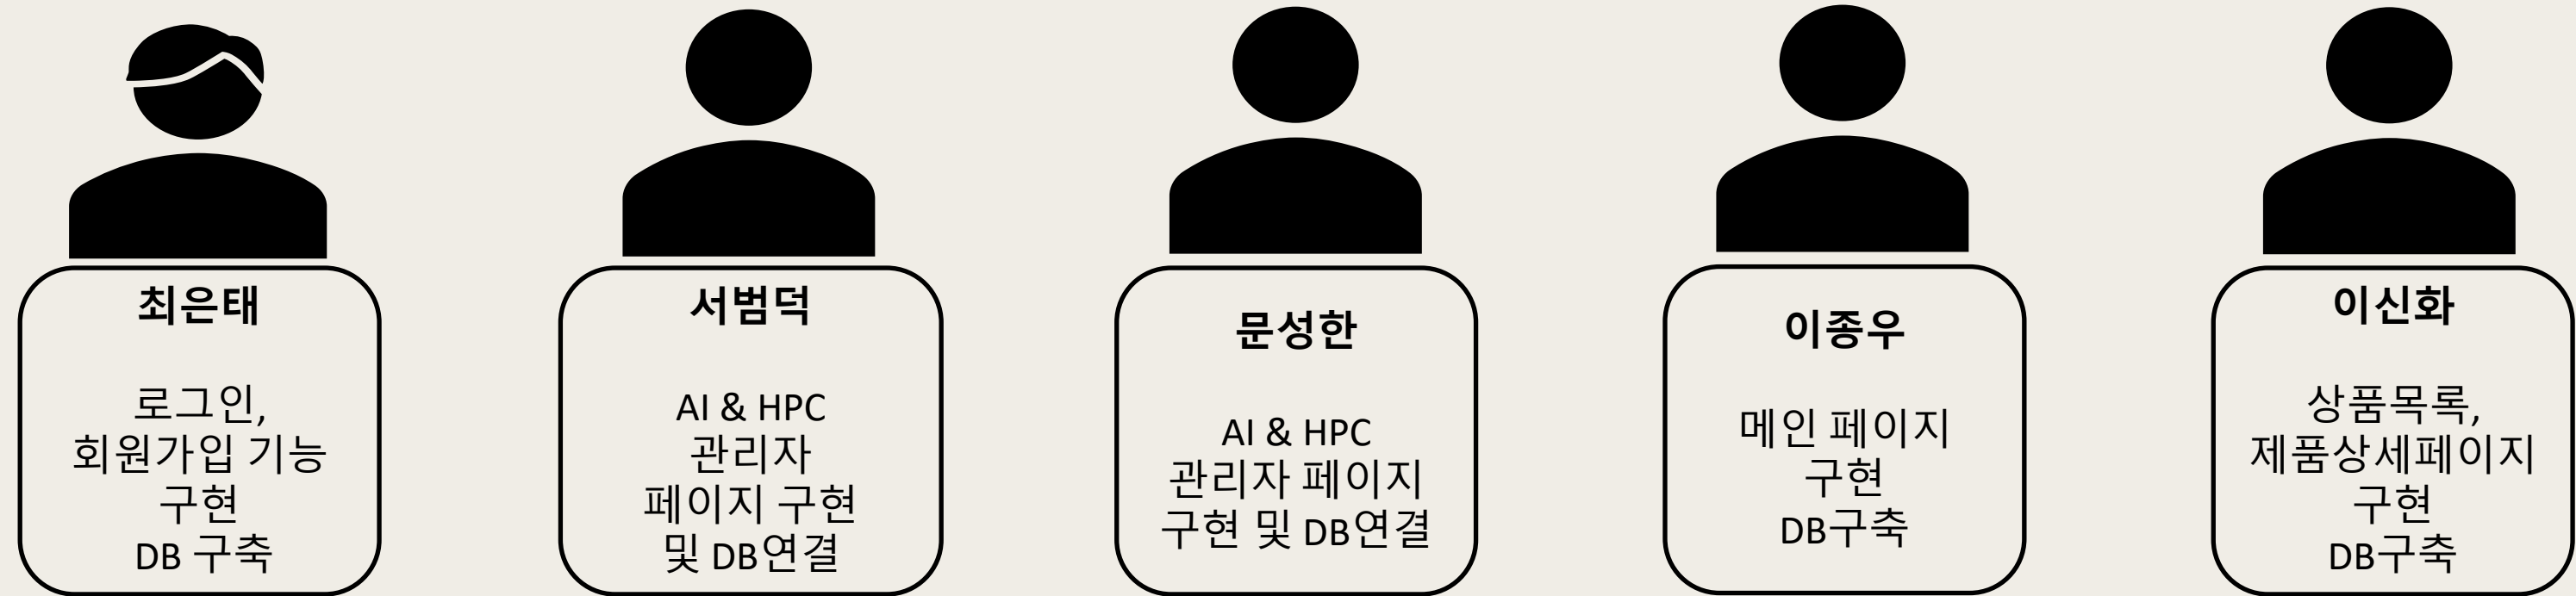 최은태
로그인,
회원가입 기능
구현
DB 구축
서범덕
AI & HPC
관리자
페이지 구현
및 DB연결
문성한
AI & HPC
관리자 페이지
구현 및 DB연결
이종우
메인 페이지
구현
DB구축
이신화
상품목록,
제품상세페이지
구현
DB구축